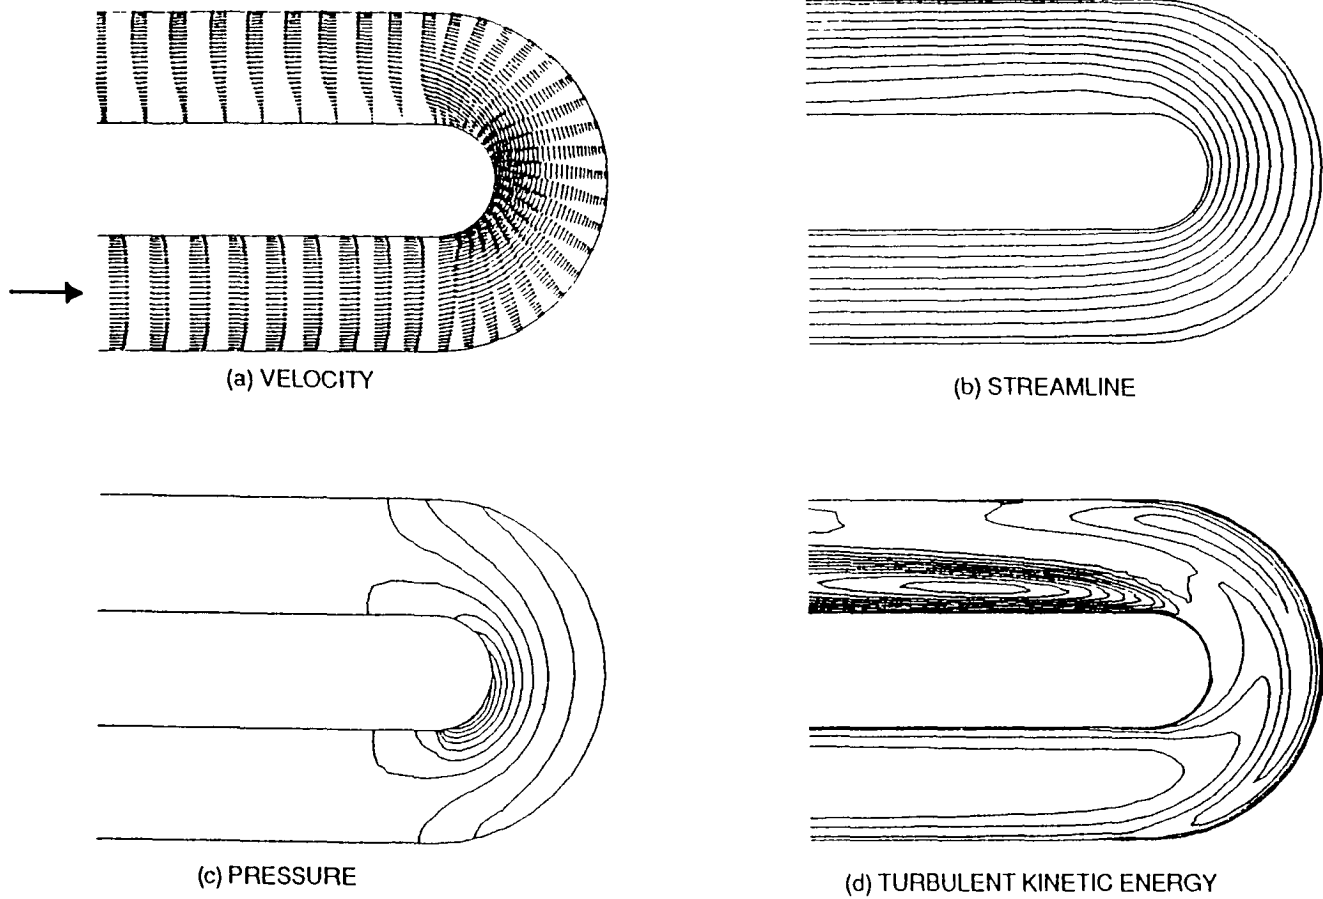 (a) VELOCITY
(b) STREAMLINE
(c) PRESSURE
(d) TURBULENT KINETIC ENERGY